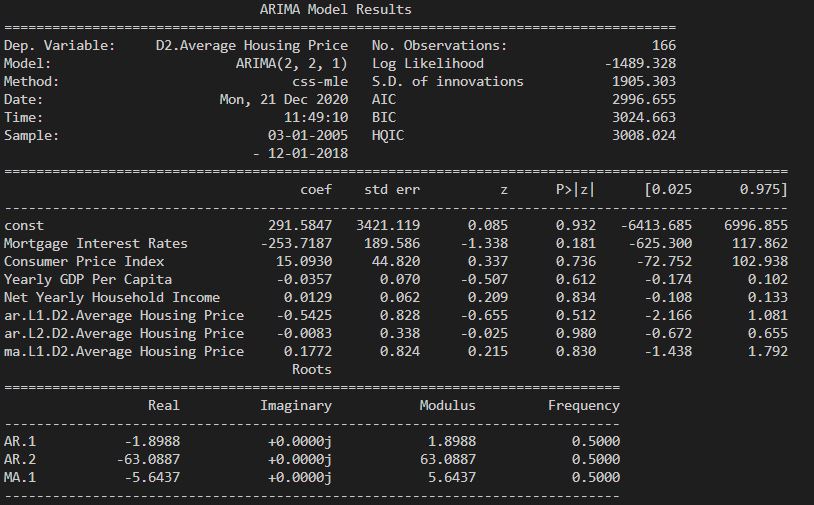 ARIMA Model Results
==============================================================================
Dep. Variable:     D2.Average Housing Price   No. Observations:                  166
Model:                       ARIMA(2, 2, 1)   Log Likelihood               -1489.328
Method:                             css-mle   S.D. of innovations           1905.303
Date:                      Mon, 21 Dec 2020   AIC                           2996.655
Time:                              11:49:10   BIC                           3024.663
Sample:                          03-01-2005   HQIC                          3008.024
- 12-01-2018
==============================================================================
coef    std err          z      P>|z|      [0.025      0.975]
------------------------------------------------------------------------------
const                              291.5847   3421.119      0.085      0.932   -6413.685    6996.855
Mortgage Interest Rates           -253.7187    189.586     -1.338      0.181    -625.300     117.862
Consumer Price Index                15.0930     44.820      0.337      0.736     -72.752     102.938
Yearly GDP Per Capita               -0.0357      0.070     -0.507      0.612      -0.174       0.102
Net Yearly Household Income          0.0129      0.062      0.209      0.834      -0.108       0.133
ar.L1.D2.Average Housing Price      -0.5425      0.828     -0.655      0.512      -2.166       1.081
ar.L2.D2.Average Housing Price      -0.0083      0.338     -0.025      0.980      -0.672       0.655
ma.L1.D2.Average Housing Price       0.1772      0.824      0.215      0.830      -1.438       1.792
Roots
==============================================================================
Real          Imaginary           Modulus         Frequency
------------------------------------------------------------------------------
AR.1           -1.8988           +0.0000j            1.8988            0.5000
AR.2          -63.0887           +0.0000j           63.0887            0.5000
MA.1           -5.6437           +0.0000j            5.6437            0.5000
------------------------------------------------------------------------------